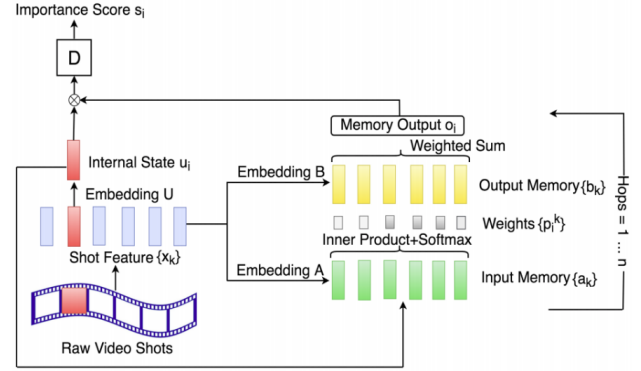 Importance Score sᵢ
D
⊗
Memory Output oᵢ
Weighted Sum
Internal State uᵢ
Embedding B
Output Memory{bₖ}
Embedding U
Weights {pᵢᵏ}
Inner Product+Softmax
Shot Feature {xₖ}
Embedding A
Input Memory{aₖ}
Raw Video Shots
Hops = 1 ... n